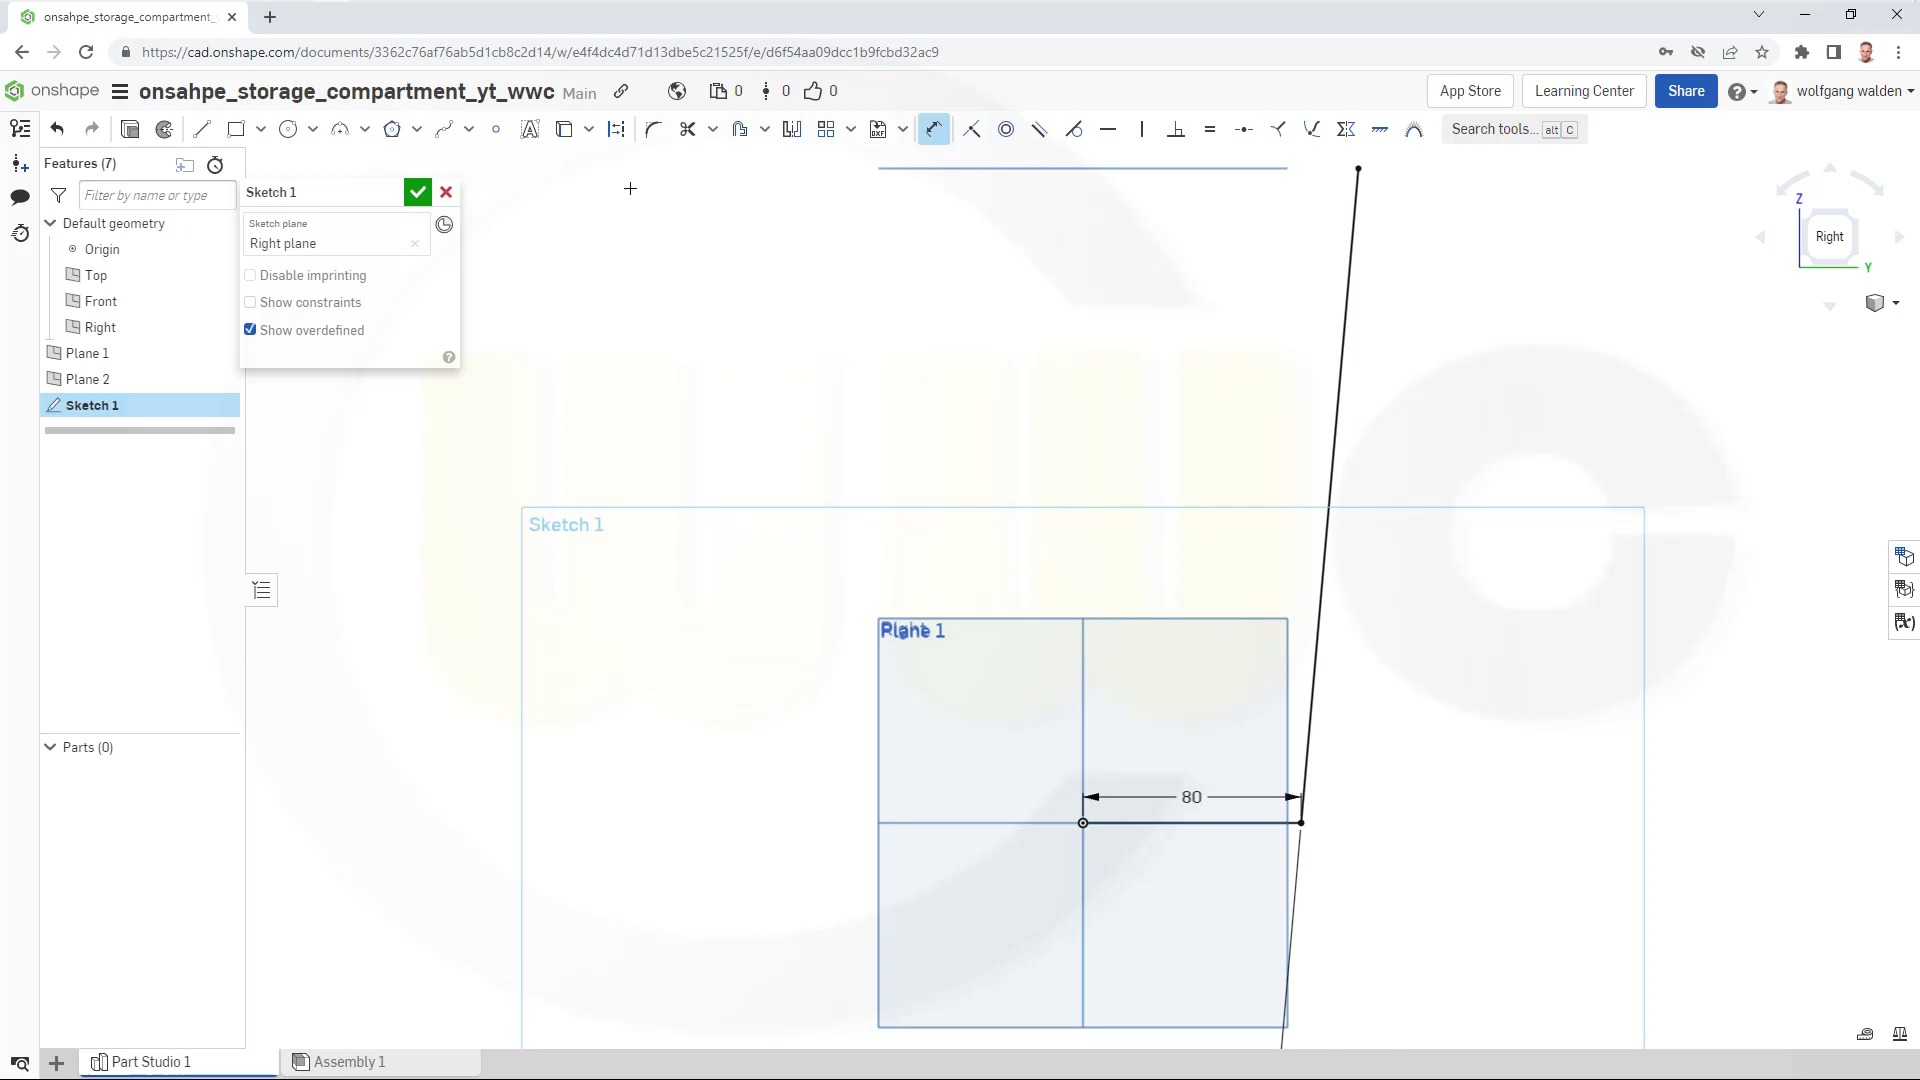 onsahpe_storage_compartment_
https://cad.onshape.com/documents/3362c76af76ab5d1cb8c2d14/w/e4f4dc4d71d13dbe5c21525f/e/d6f54aa09dcc1b9fcbd32ac9
onshape
onsahpe_storage_compartment_yt_wwc Main
0
0
0
App Store
Learning Center
Share
wolfgang walden
Search tools... alt C
Features (7)
Filter by name or type
Default geometry
Origin
Top
Front
Right
Plane 1
Plane 2
Sketch 1
Parts (0)
Sketch 1
Sketch plane
Right plane
Disable imprinting
Show constraints
Show overdefined
Z
Right
Y
Sketch 1
80
(x)
Part Studio 1
Assembly 1